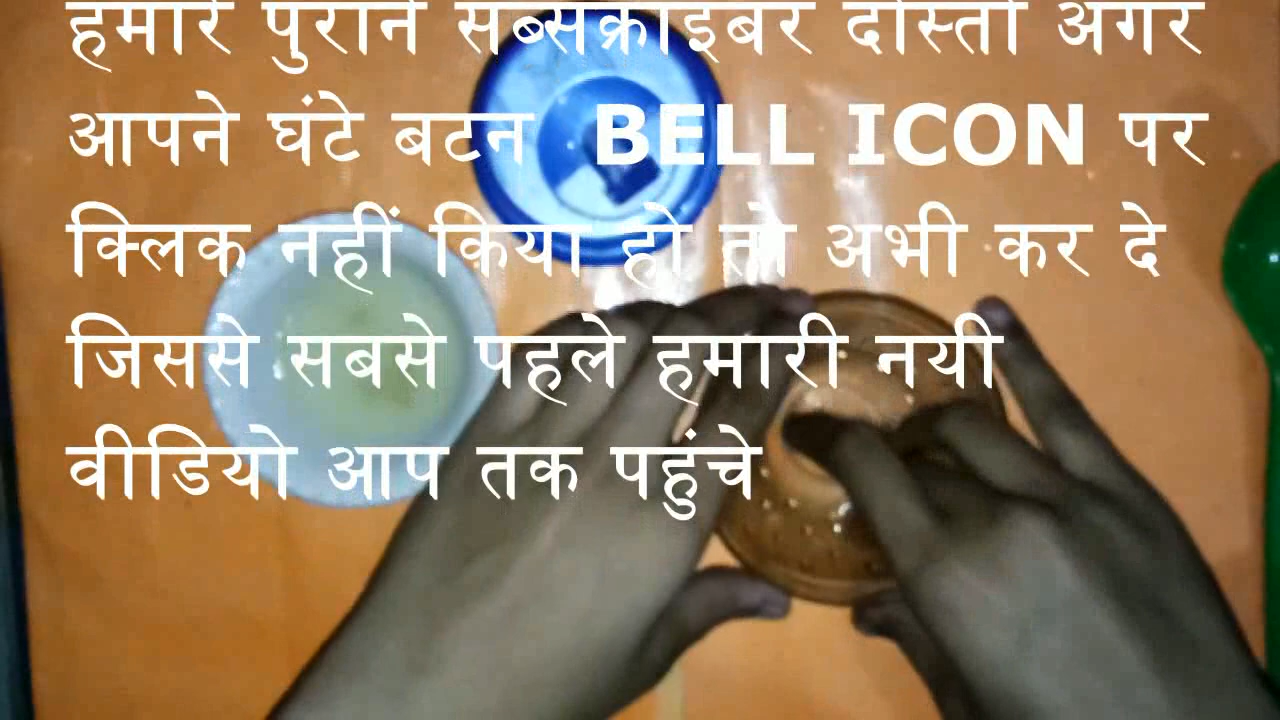 हमारे पुराने सब्सक्राइबर दोस्तों अगर
आपने घंटे बटन BELL ICON पर
क्लिक नहीं किया हो तो अभी कर दे
जिससे सबसे पहले हमारी नयी
वीडियो आप तक पहुंचे